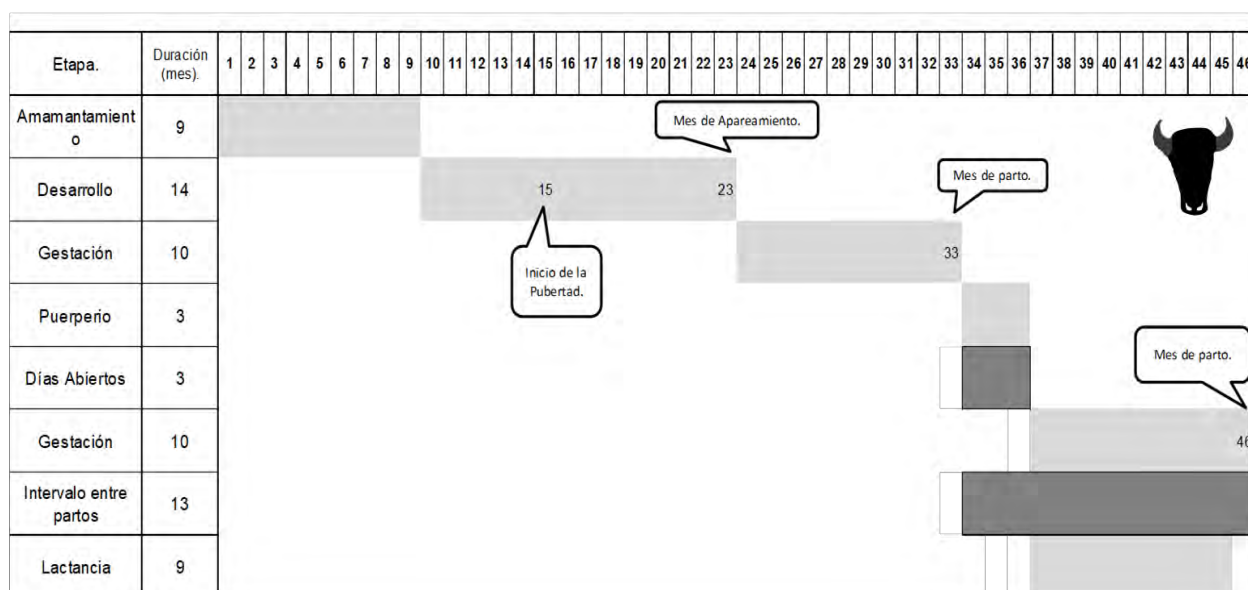 Etapa. Duración (mes). 1 2 3 4 5 6 7 8 9 10 11 12 13 14 15 16 17 18 19 20 21 22 23 24 25 26 27 28 29 30 31 32 33 34 35 36 37 38 39 40 41 42 43 44 45 46
Amamantamient
o 9
Mes de Apareamiento.
Desarrollo 14 15 23
Mes de parto.
Gestación 10 33
Inicio de la
Pubertad.
Puerperio 3
Días Abiertos 3
Mes de parto.
Gestación 10 46
Intervalo entre
partos 13
Lactancia 9